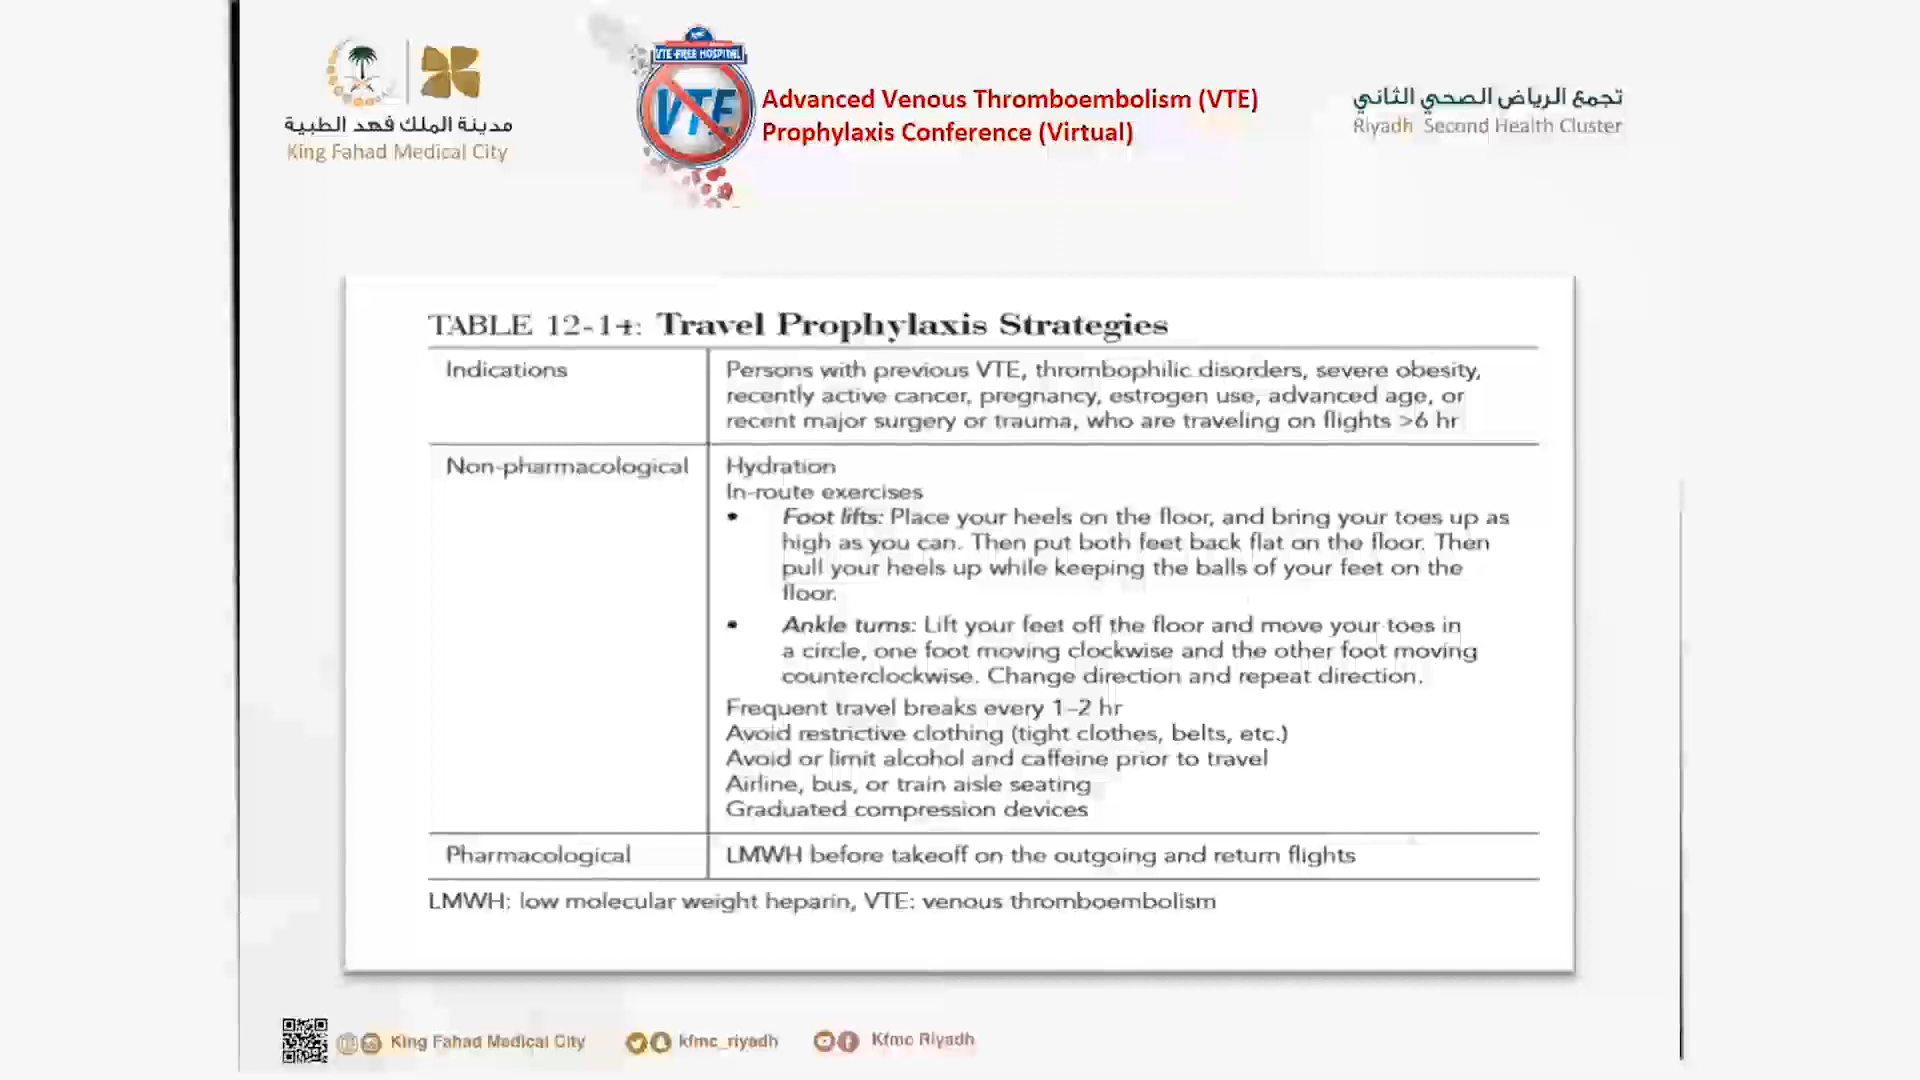 مدينة الملك فهد الطبية
King Fahad Medical City
VTE-FREE HOSPITAL
VTE
Advanced Venous Thromboembolism (VTE)
Prophylaxis Conference (Virtual)
تجمع الرياض الصحي الثاني
Riyadh Second Health Cluster
TABLE 12-14: Travel Prophylaxis Strategies
Indications
Persons with previous VTE, thrombophilic disorders, severe obesity,
recently active cancer, pregnancy, estrogen use, advanced age, or
recent major surgery or trauma, who are traveling on flights >6 hr
Non-pharmacological
Hydration
In-route exercises
• Foot lifts: Place your heels on the floor, and bring your toes up as
high as you can. Then put both feet back flat on the floor. Then
pull your heels up while keeping the balls of your feet on the
floor.
• Ankle turns: Lift your feet off the floor and move your toes in
a circle, one foot moving clockwise and the other foot moving
counterclockwise. Change direction and repeat direction.
Frequent travel breaks every 1–2 hr
Avoid restrictive clothing (tight clothes, belts, etc.)
Avoid or limit alcohol and caffeine prior to travel
Airline, bus, or train aisle seating
Graduated compression devices
Pharmacological
LMWH before takeoff on the outgoing and return flights
LMWH: low molecular weight heparin, VTE: venous thromboembolism
King Fahad Medical City
kfmc_riyadh
Kfmc Riyadh